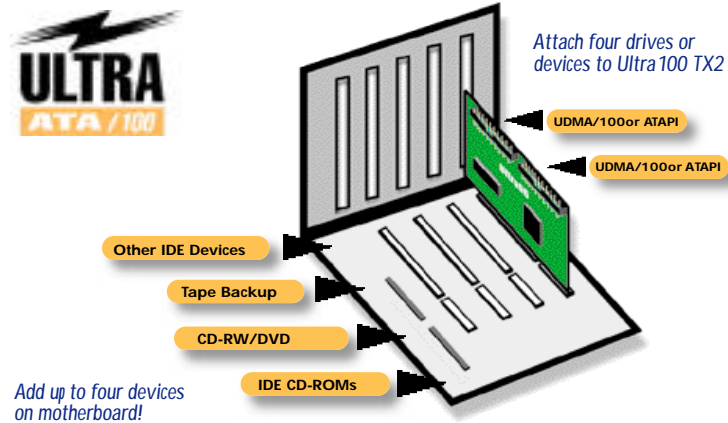 ULTRA
ATA / 100
Attach four drives or
devices to Ultra100 TX2
UDMA/100or ATAPI
UDMA/100or ATAPI
Other IDE Devices
Tape Backup
CD-RW/DVD
IDE CD-ROMs
Add up to four devices
on motherboard!